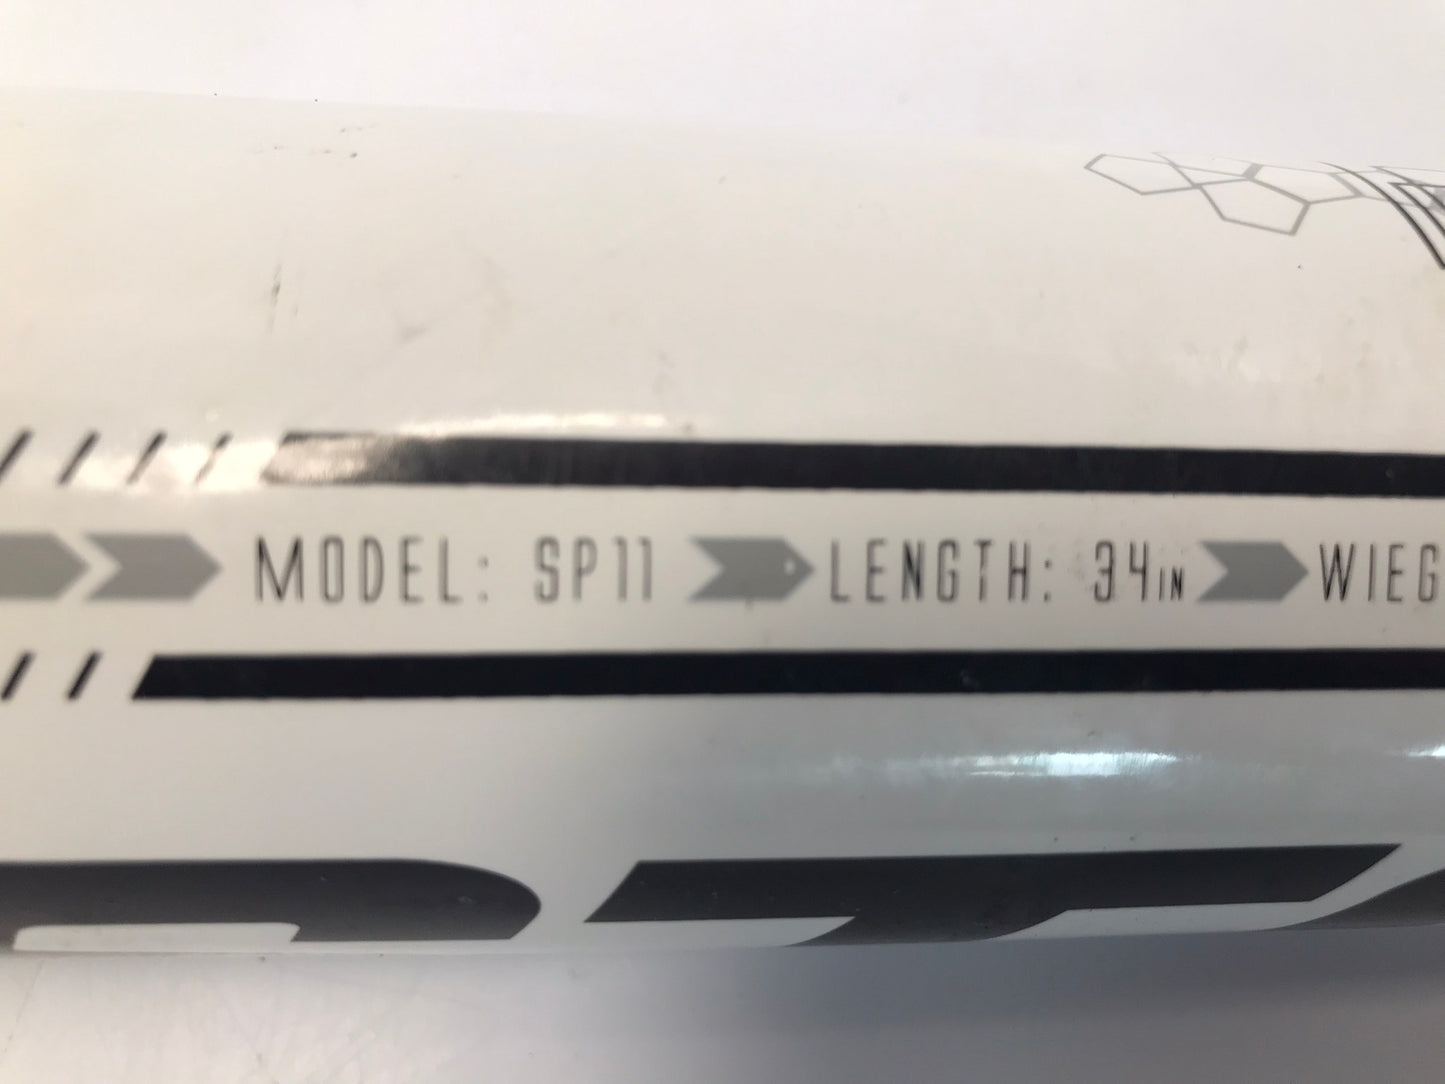 MODEL: SP11 LENGTH: 34IN WIEG